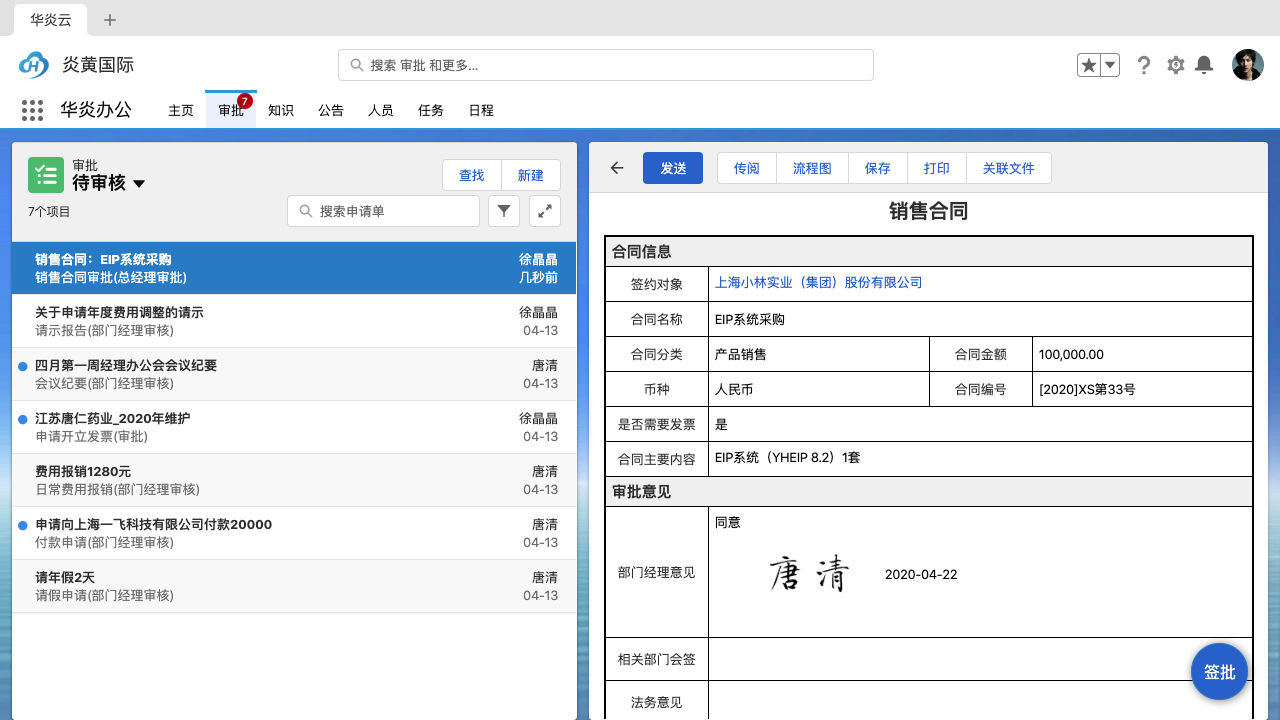 华炎云
炎黄国际
搜索 审批 和更多...
华炎办公
主页
审批
7
知识
公告
人员
任务
日程
审批
待审核
7个项目
查找
新建
搜索申请单
销售合同：EIP系统采购
徐晶晶
销售合同审批(总经理审批)
几秒前
关于申请年度费用调整的请示
徐晶晶
请示报告(部门经理审核)
04-13
四月第一周经理办公会会议纪要
唐清
会议纪要(部门经理审核)
04-13
江苏唐仁药业_2020年维护
徐晶晶
申请开立发票(审批)
04-13
费用报销1280元
唐清
日常费用报销(部门经理审核)
04-13
申请向上海一飞科技有限公司付款20000
唐清
付款申请(部门经理审核)
04-13
请年假2天
唐清
请假申请(部门经理审核)
04-13
发送
传阅
流程图
保存
打印
关联文件
销售合同
合同信息
签约对象
上海小林实业（集团）股份有限公司
合同名称
EIP系统采购
合同分类
产品销售
合同金额
100,000.00
币种
人民币
合同编号
[2020]XS第33号
是否需要发票
是
合同主要内容
EIP系统（YHEIP 8.2）1套
审批意见
部门经理意见
同意
唐清
2020-04-22
相关部门会签
签批
法务意见